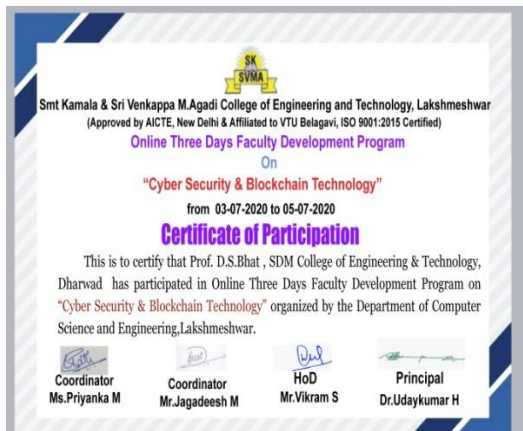 SK
SVMA
Smt Kamala & Sri Venkappa M.Agadi College of Engineering and Technology, Lakshmeshwar
(Approved by AICTE, New Delhi & Affiliated to VTU Belagavi, ISO 9001:2015 Certified)
Online Three Days Faculty Development Program
On
“Cyber Security & Blockchain Technology”
from 03-07-2020 to 05-07-2020
Certificate of Participation
This is to certify that Prof. D.S.Bhat , SDM College of Engineering & Technology,
Dharwad has participated in Online Three Days Faculty Development Program on
“Cyber Security & Blockchain Technology” organized by the Department of Computer
Science and Engineering,Lakshmeshwar.
Coordinator Coordinator HoD Principal
Ms.Priyanka M Mr.Jagadeesh M Mr.Vikram S Dr.Udaykumar H